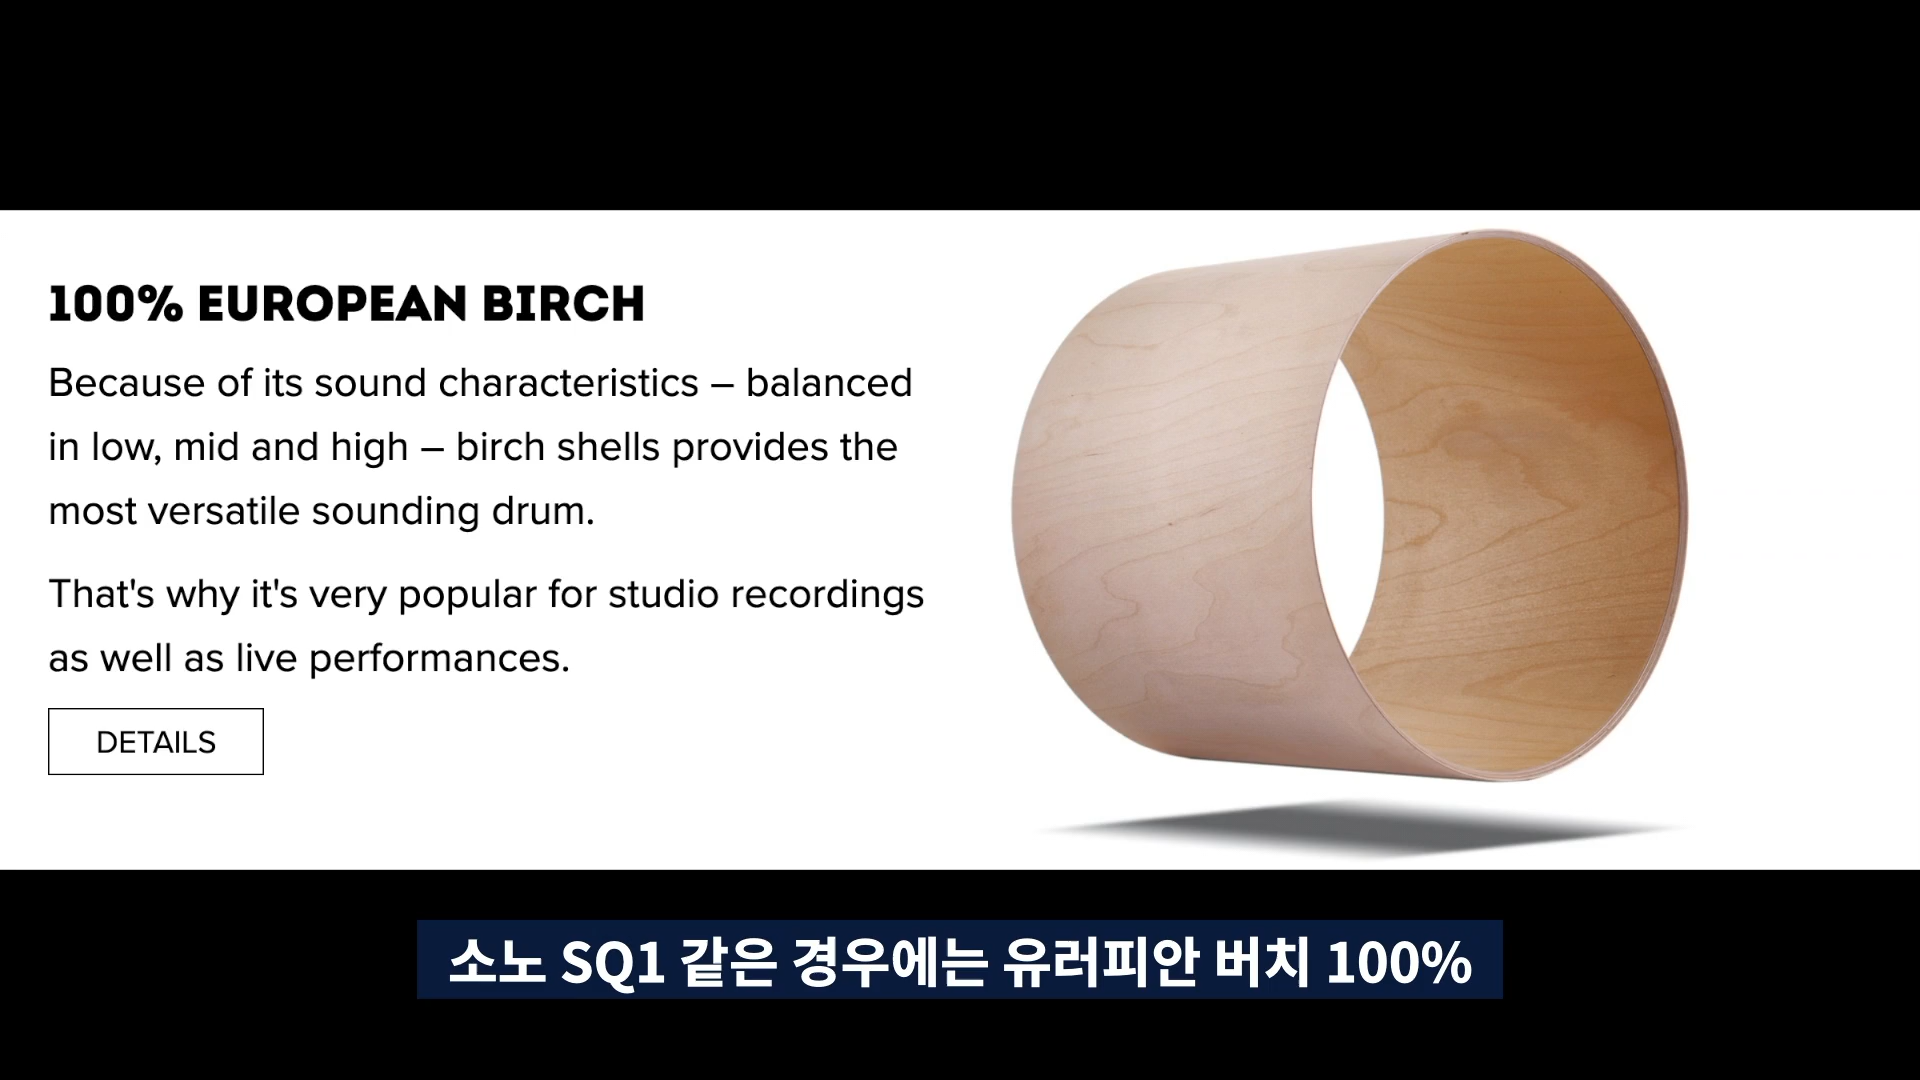 100% EUROPEAN BIRCH
Because of its sound characteristics – balanced
in low, mid and high – birch shells provides the
most versatile sounding drum.
That's why it's very popular for studio recordings
as well as live performances.
DETAILS
소노 SQ1 같은 경우에는 유러피안 버치 100%